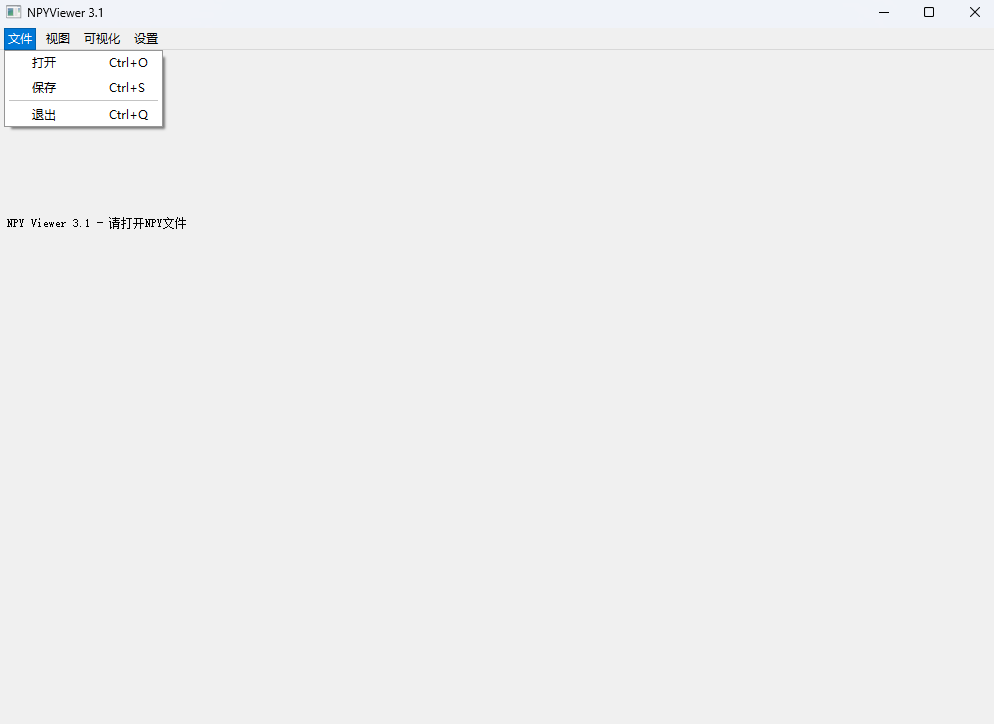 NPYViewer 3.1
文件 视图 可视化 设置
打开 Ctrl+O
保存 Ctrl+S
退出 Ctrl+Q
NPY Viewer 3.1 - 请打开NPY文件